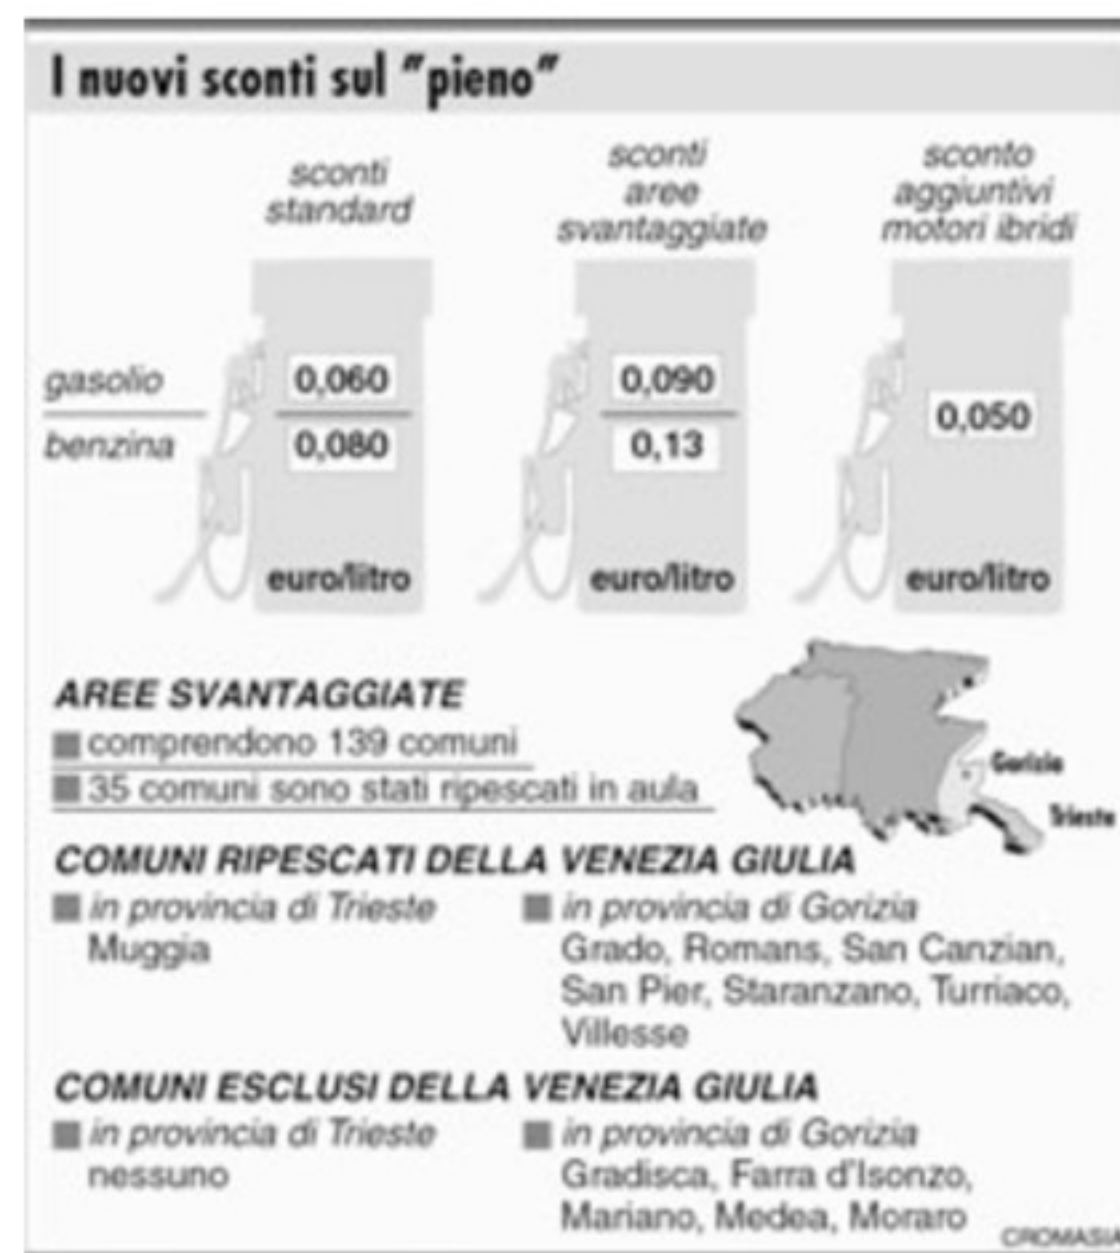 I nuovi sconti sul "pieno"
sconti
standard
sconti
aree
svantaggiate
sconto
aggiuntivi
motori ibridi
gasolio
0,060
0,090
0,050
benzina
0,080
0,13
euro/litro
euro/litro
euro/litro
AREE SVANTAGGIATE
comprendono 139 comuni
35 comuni sono stati ripescati in aula
Gorizia
Trieste
COMUNI RIPESCATI DELLA VENEZIA GIULIA
in provincia di Trieste
Muggia
in provincia di Gorizia
Grado, Romans, San Canzian,
San Pier, Staranzano, Turriaco,
Villesse
COMUNI ESCLUSI DELLA VENEZIA GIULIA
in provincia di Trieste
nessuno
in provincia di Gorizia
Gradisca, Farra d'Isonzo,
Mariano, Medea, Moraro